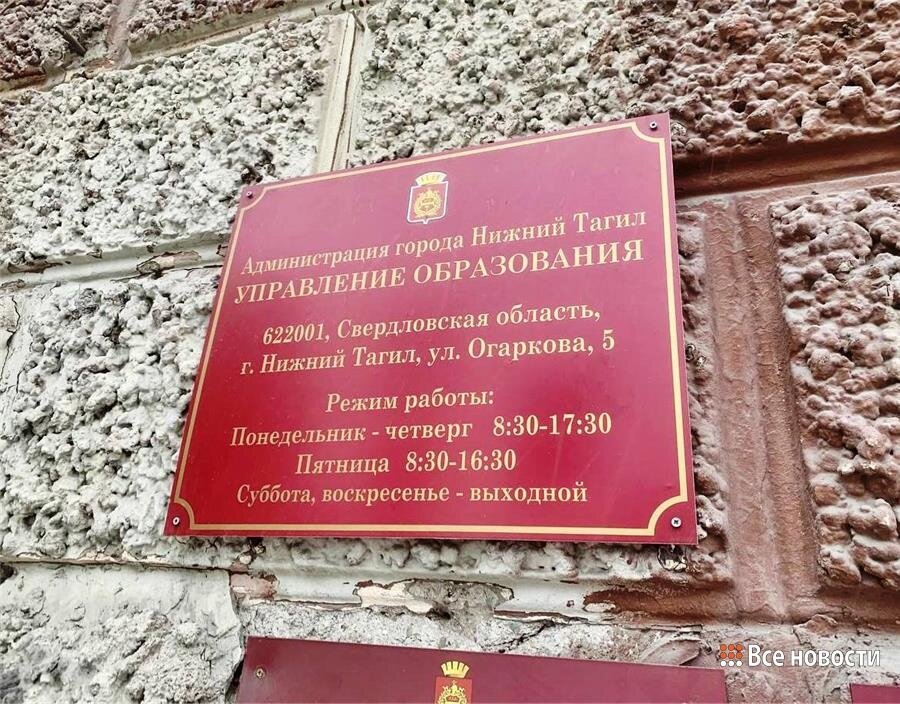 Администрация города Нижний Тагил
УПРАВЛЕНИЕ ОБРАЗОВАНИЯ
622001, Свердловская область,
г. Нижний Тагил, ул. Огаркова, 5
Режим работы:
Понедельник - четверг 8:30-17:30
Пятница 8:30-16:30
Суббота, воскресенье - выходной
Все новости